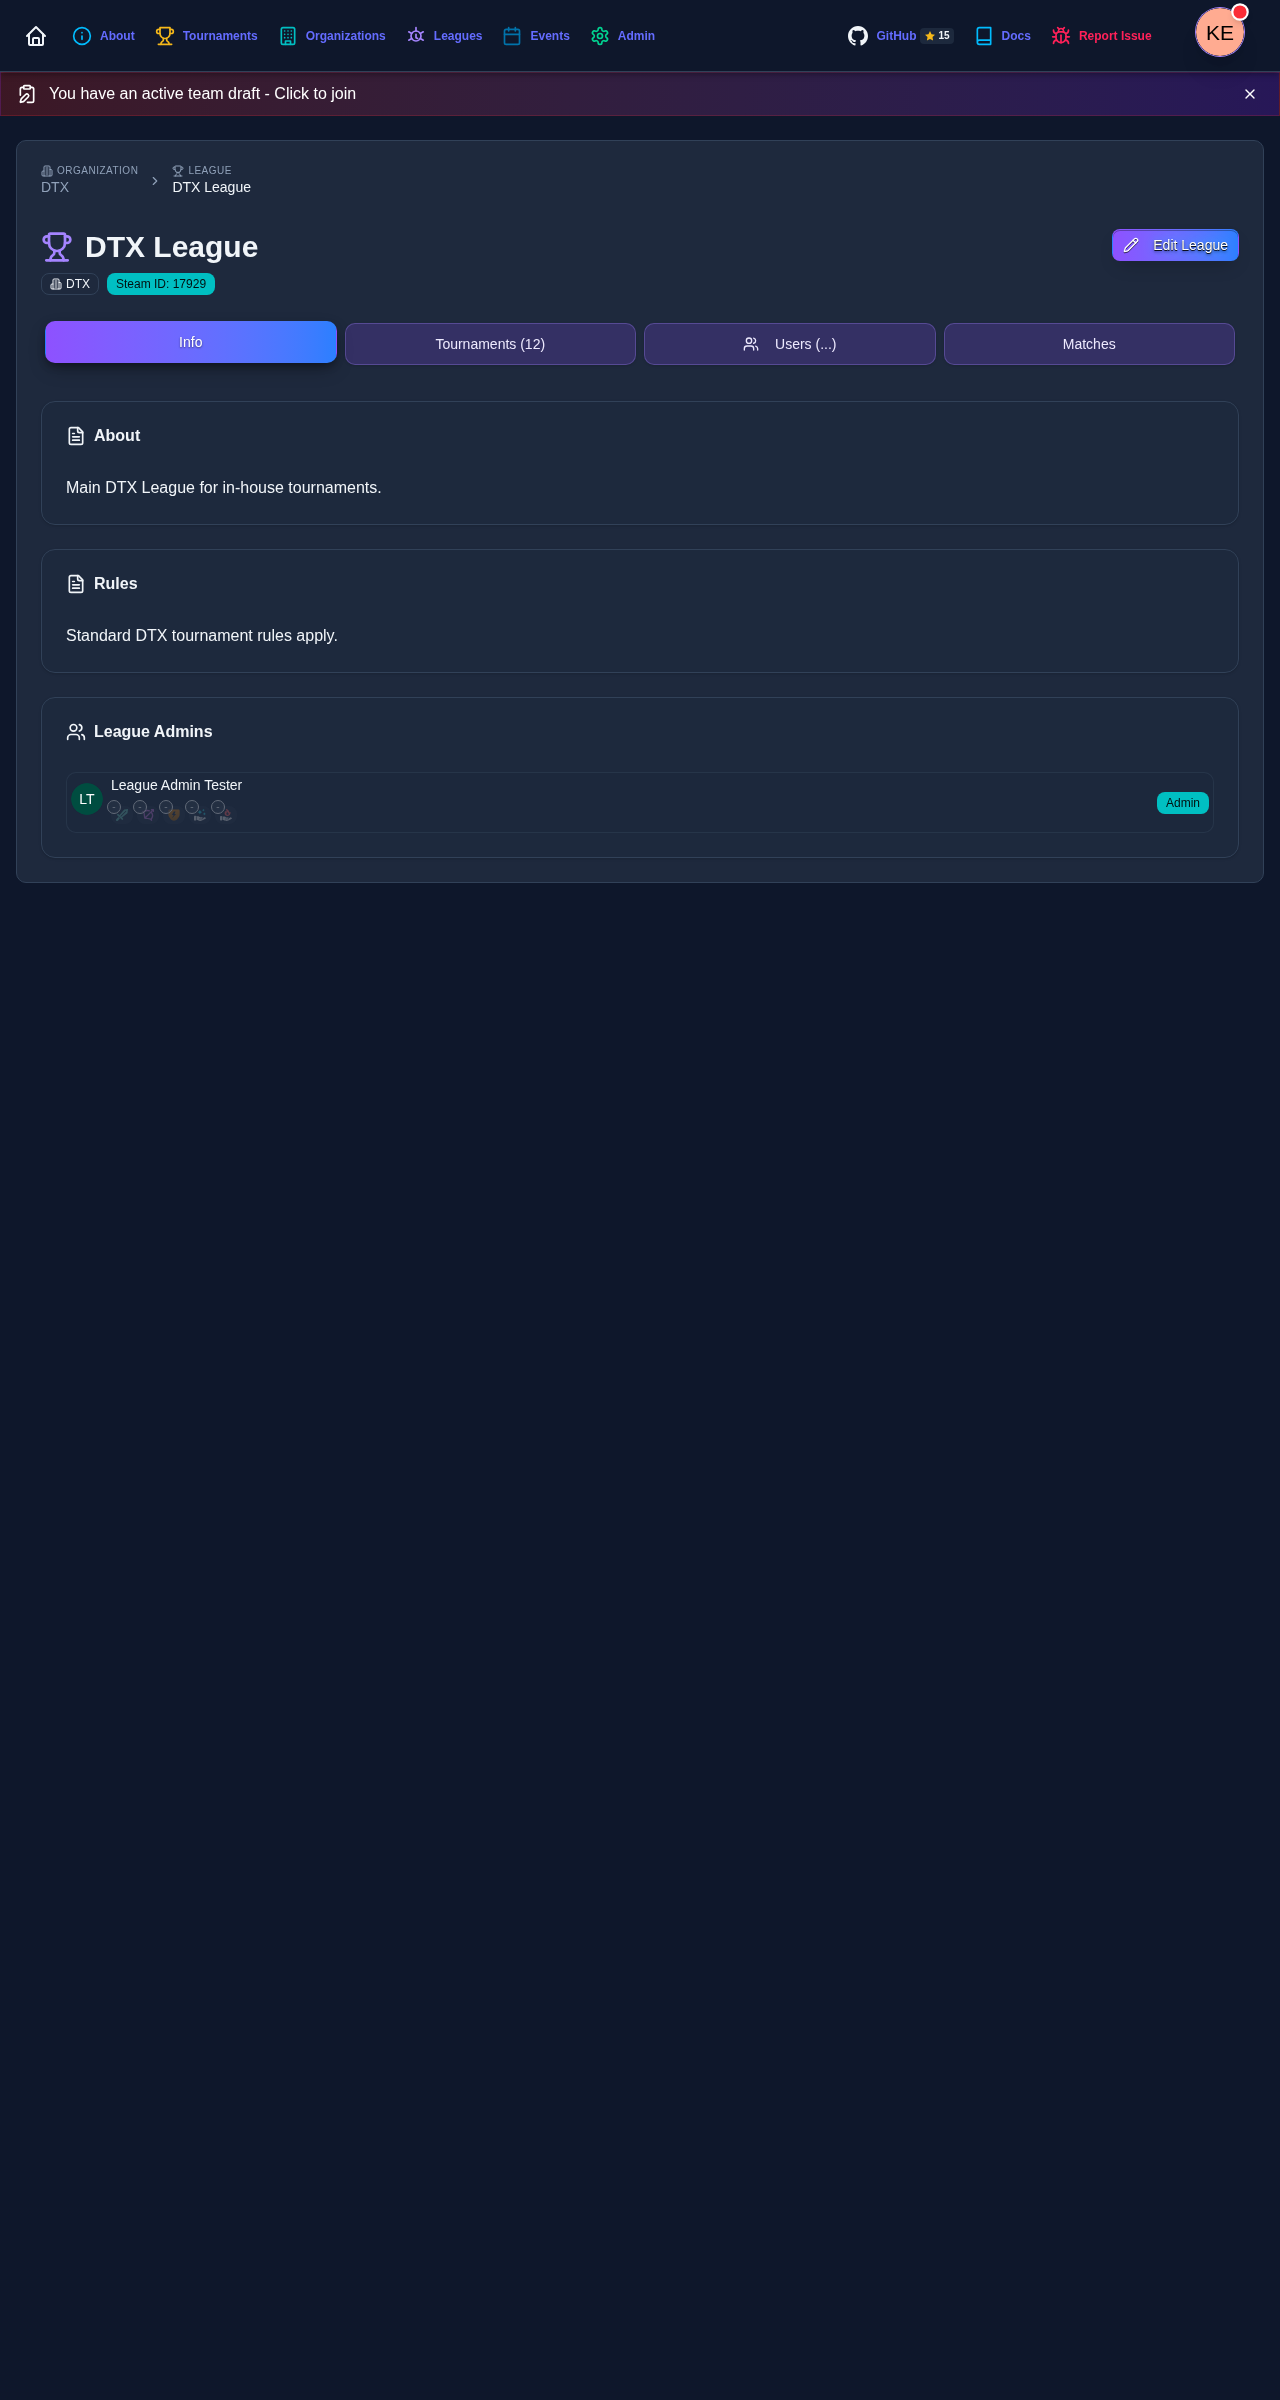 About
Tournaments
Organizations
Leagues
Events
Admin
GitHub 15
Docs
Report Issue
KE
You have an active team draft - Click to join
ORGANIZATION
DTX
LEAGUE
DTX League
DTX League
Edit League
DTX
Steam ID: 17929
Info
Tournaments (12)
Users (...)
Matches
About
Main DTX League for in-house tournaments.
Rules
Standard DTX tournament rules apply.
League Admins
LT
League Admin Tester
Admin